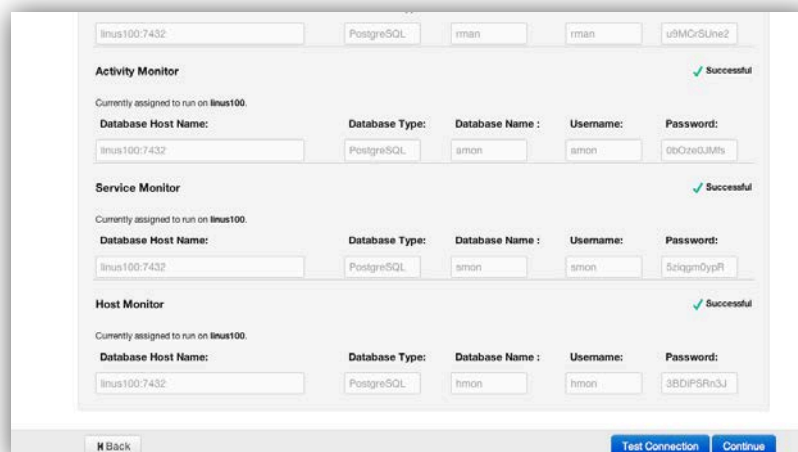 linus100:7432 PostgreSQL rman rman u9MCrSUne2
Activity Monitor Successful
Currently assigned to run on linus100.
Database Host Name: Database Type: Database Name : Username: Password:
linus100:7432 PostgreSQL amon amon 0bOze0JMfs
Service Monitor Successful
Currently assigned to run on linus100.
Database Host Name: Database Type: Database Name : Username: Password:
linus100:7432 PostgreSQL smon smon 5ziqgm0ypR
Host Monitor Successful
Currently assigned to run on linus100.
Database Host Name: Database Type: Database Name : Username: Password:
linus100:7432 PostgreSQL hmon hmon 3BDiPSRn3J
Back Test Connection Continue